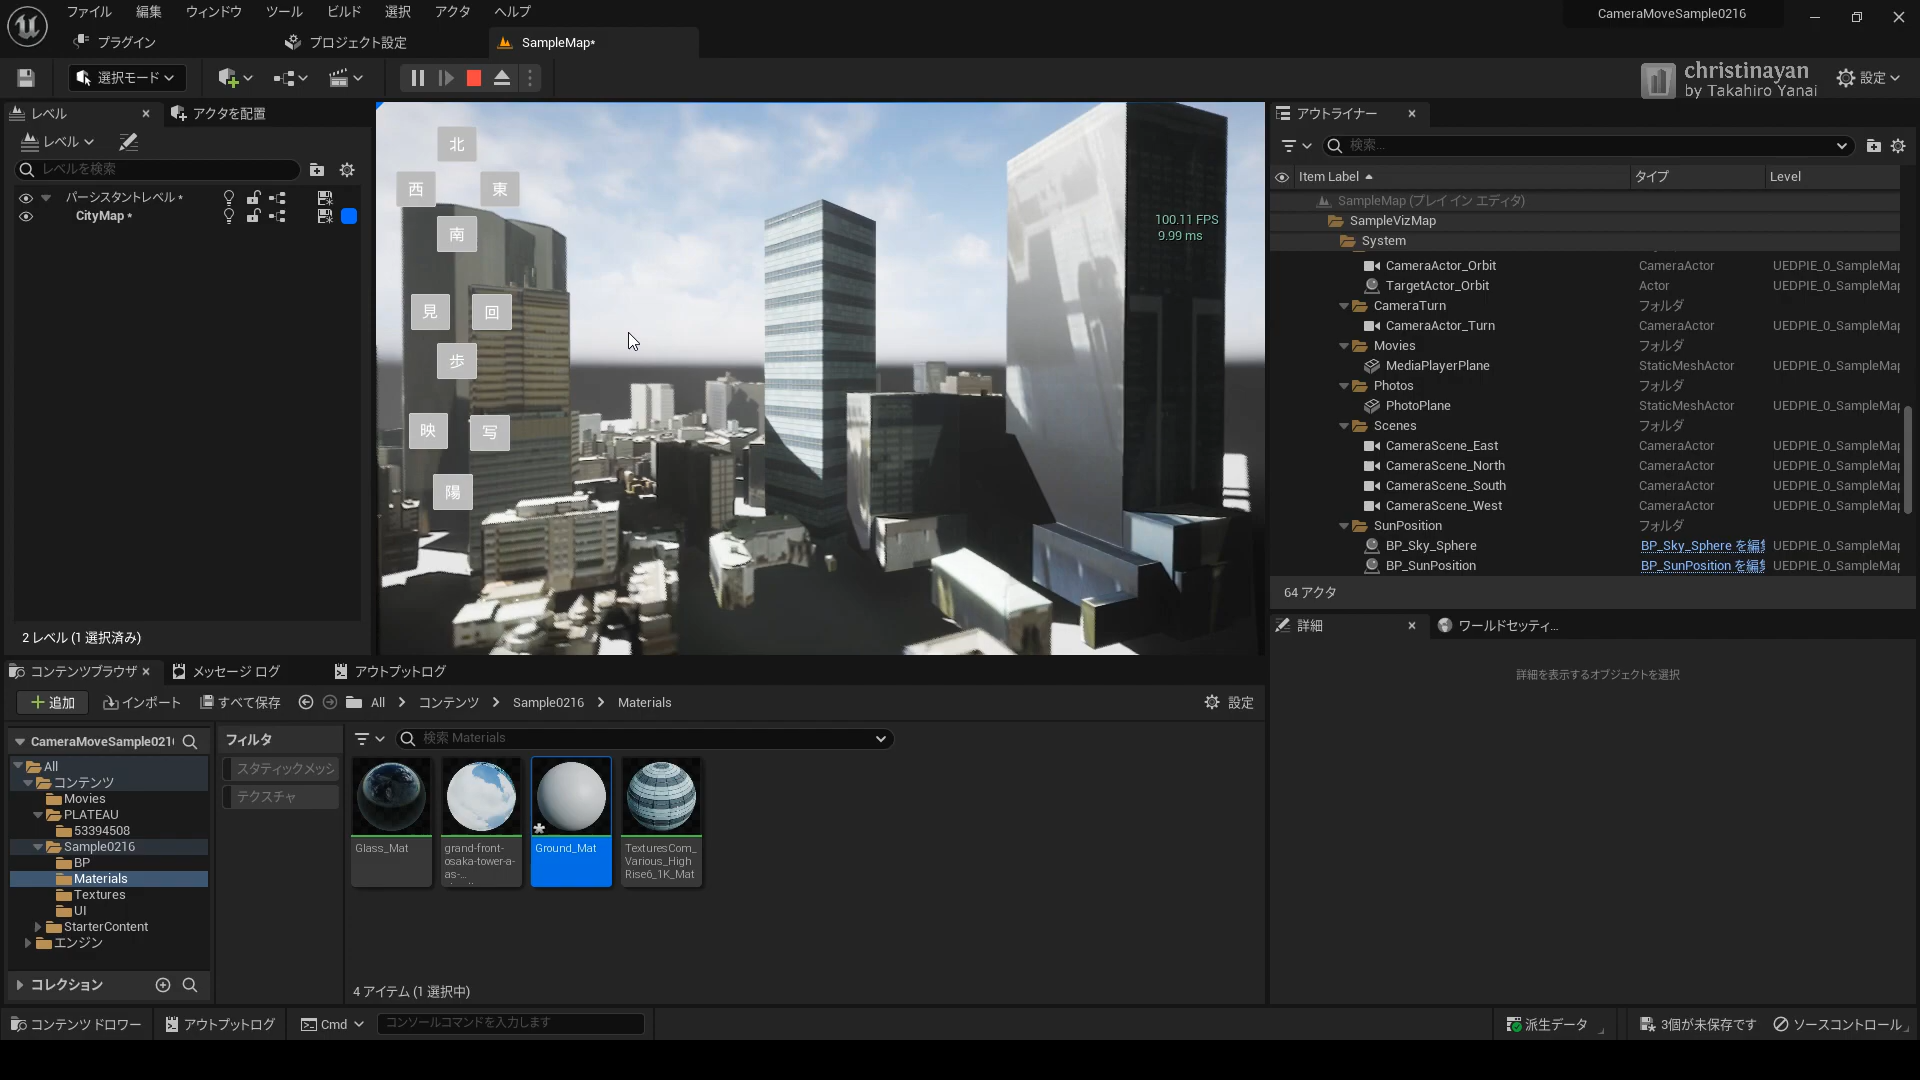 ファイル 編集 ウィンドウ ツール ビルド 選択 アクタ ヘルプ
CameraMoveSample0216
プラグイン プロジェクト設定 SampleMap*
選択モード
christinayan
by Takahiro Yanai
設定
レベル アクタを配置
レベル
レベルを検索
パーシスタントレベル *
CityMap *
2 レベル (1 選択済み)
北
西 東
南
見 回
歩
映 写
陽
100.11 FPS
9.99 ms
アウトライナー
検索...
Item Label タイプ Level
SampleMap (プレイ イン エディタ)
SampleVizMap
System
CameraActor_Orbit CameraActor UEDPIE_0_SampleMap
TargetActor_Orbit Actor UEDPIE_0_SampleMap
CameraTurn フォルダ
CameraActor_Turn CameraActor UEDPIE_0_SampleMap
Movies フォルダ
MediaPlayerPlane StaticMeshActor UEDPIE_0_SampleMap
Photos フォルダ
PhotoPlane StaticMeshActor UEDPIE_0_SampleMap
Scenes フォルダ
CameraScene_East CameraActor UEDPIE_0_SampleMap
CameraScene_North CameraActor UEDPIE_0_SampleMap
CameraScene_South CameraActor UEDPIE_0_SampleMap
CameraScene_West CameraActor UEDPIE_0_SampleMap
SunPosition フォルダ
BP_Sky_Sphere BP_Sky_Sphere を編集 UEDPIE_0_SampleMap
BP_SunPosition BP_SunPosition を編集 UEDPIE_0_SampleMap
64 アクタ
詳細 ワールドセッティ...
詳細を表示するオブジェクトを選択
コンテンツブラウザ メッセージ ログ アウトプットログ
追加 インポート すべて保存 All コンテンツ Sample0216 Materials 設定
CameraMoveSample021
All
コンテンツ
Movies
PLATEAU
53394508
Sample0216
BP
Materials
Textures
UI
StarterContent
エンジン
コレクション
フィルタ
スタティックメッシ
テクスチャ
検索 Materials
Glass_Mat
grand-front-
osaka-tower-a-
as-...
Ground_Mat
TexturesCom_
Various_High
Rise6_1K_Mat
4 アイテム (1 選択中)
コンテンツドロワー アウトプットログ Cmd コンソールコマンドを入力します 派生データ 3個が未保存です ソースコントロール